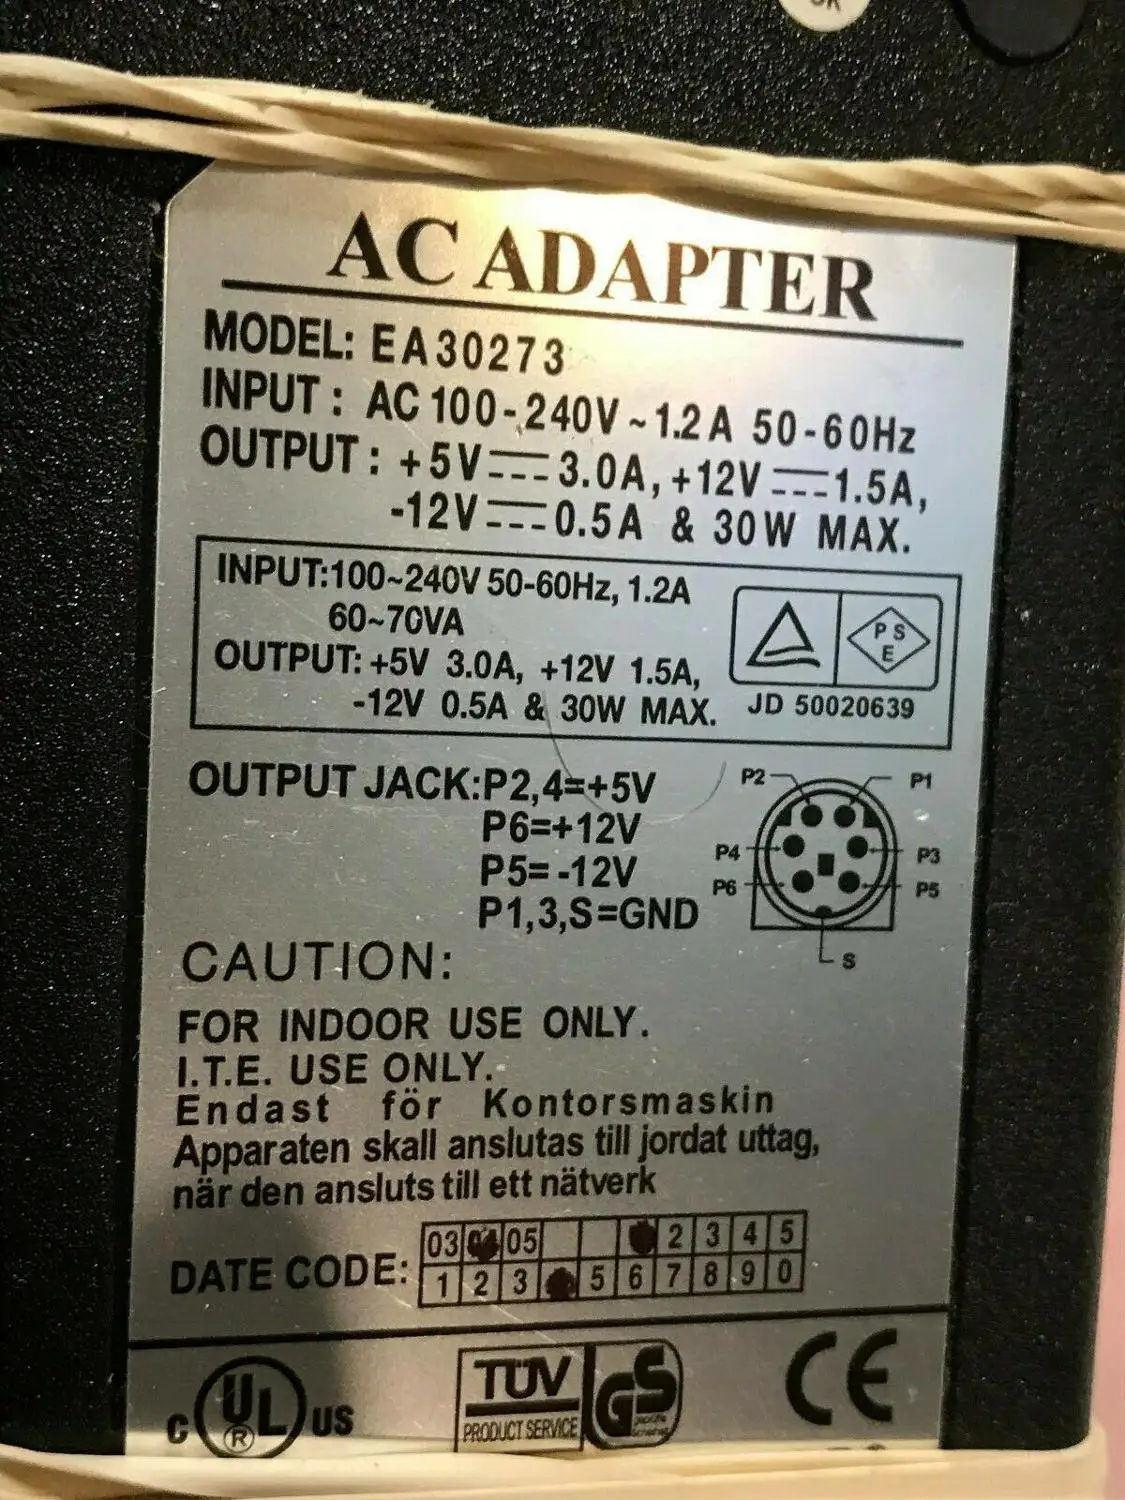 AC ADAPTER
MODEL: EA30273
INPUT : AC 100-240V ~ 1.2A 50-60Hz
OUTPUT : +5V⎓3.0A, +12V⎓1.5A,
-12V⎓0.5A & 30W MAX.
INPUT:100~240V 50-60Hz, 1.2A
60~70VA
OUTPUT: +5V 3.0A, +12V 1.5A,
-12V 0.5A & 30W MAX.
PS
E
JD 50020639
OUTPUT JACK:P2,4=+5V
P6=+12V
P5= -12V
P1,3,S=GND
P2 P1
P4 P3
P6 P5
S
CAUTION:
FOR INDOOR USE ONLY.
I.T.E. USE ONLY.
Endast för Kontorsmaskin
Apparaten skall anslutas till jordat uttag,
när den ansluts till ett nätverk
DATE CODE:
03 05 2 3 4 5
1 2 3 5 6 7 8 9 0
C UL US
®
TÜV
PRODUCT SERVICE
GS
CE